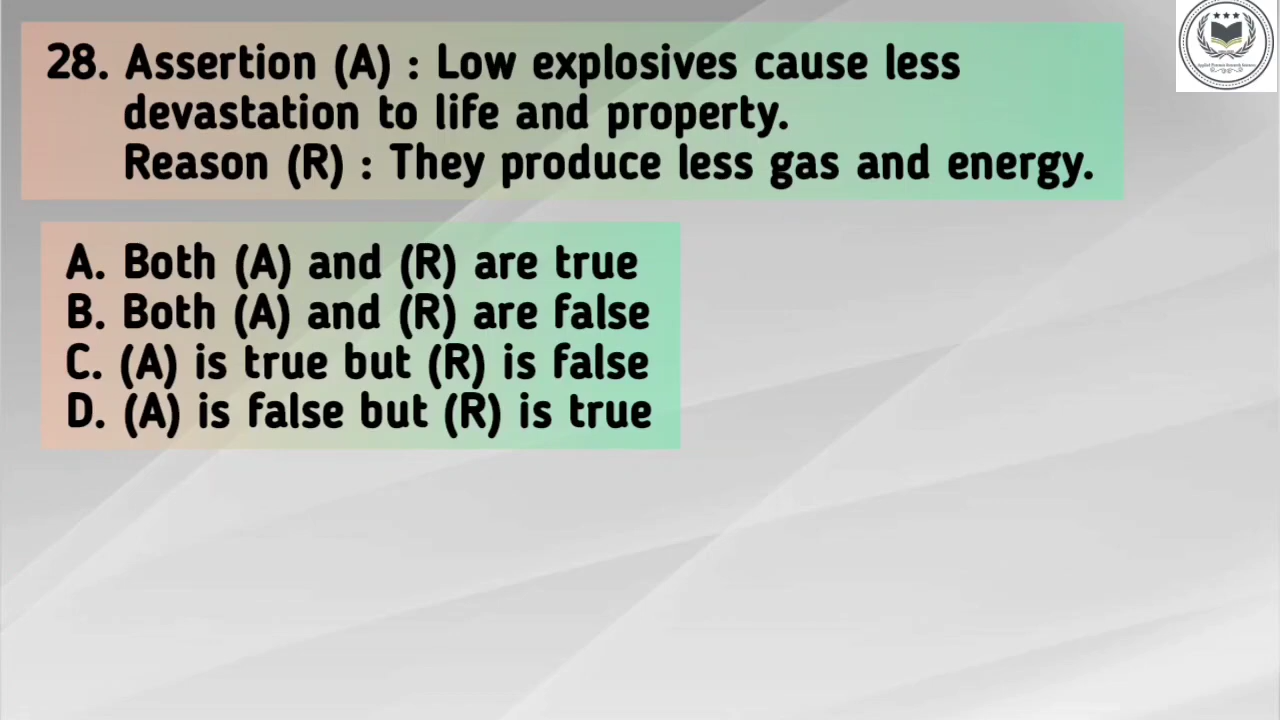 28. Assertion (A) : Low explosives cause less
devastation to life and property.
Reason (R) : They produce less gas and energy.
A. Both (A) and (R) are true
B. Both (A) and (R) are false
C. (A) is true but (R) is false
D. (A) is false but (R) is true